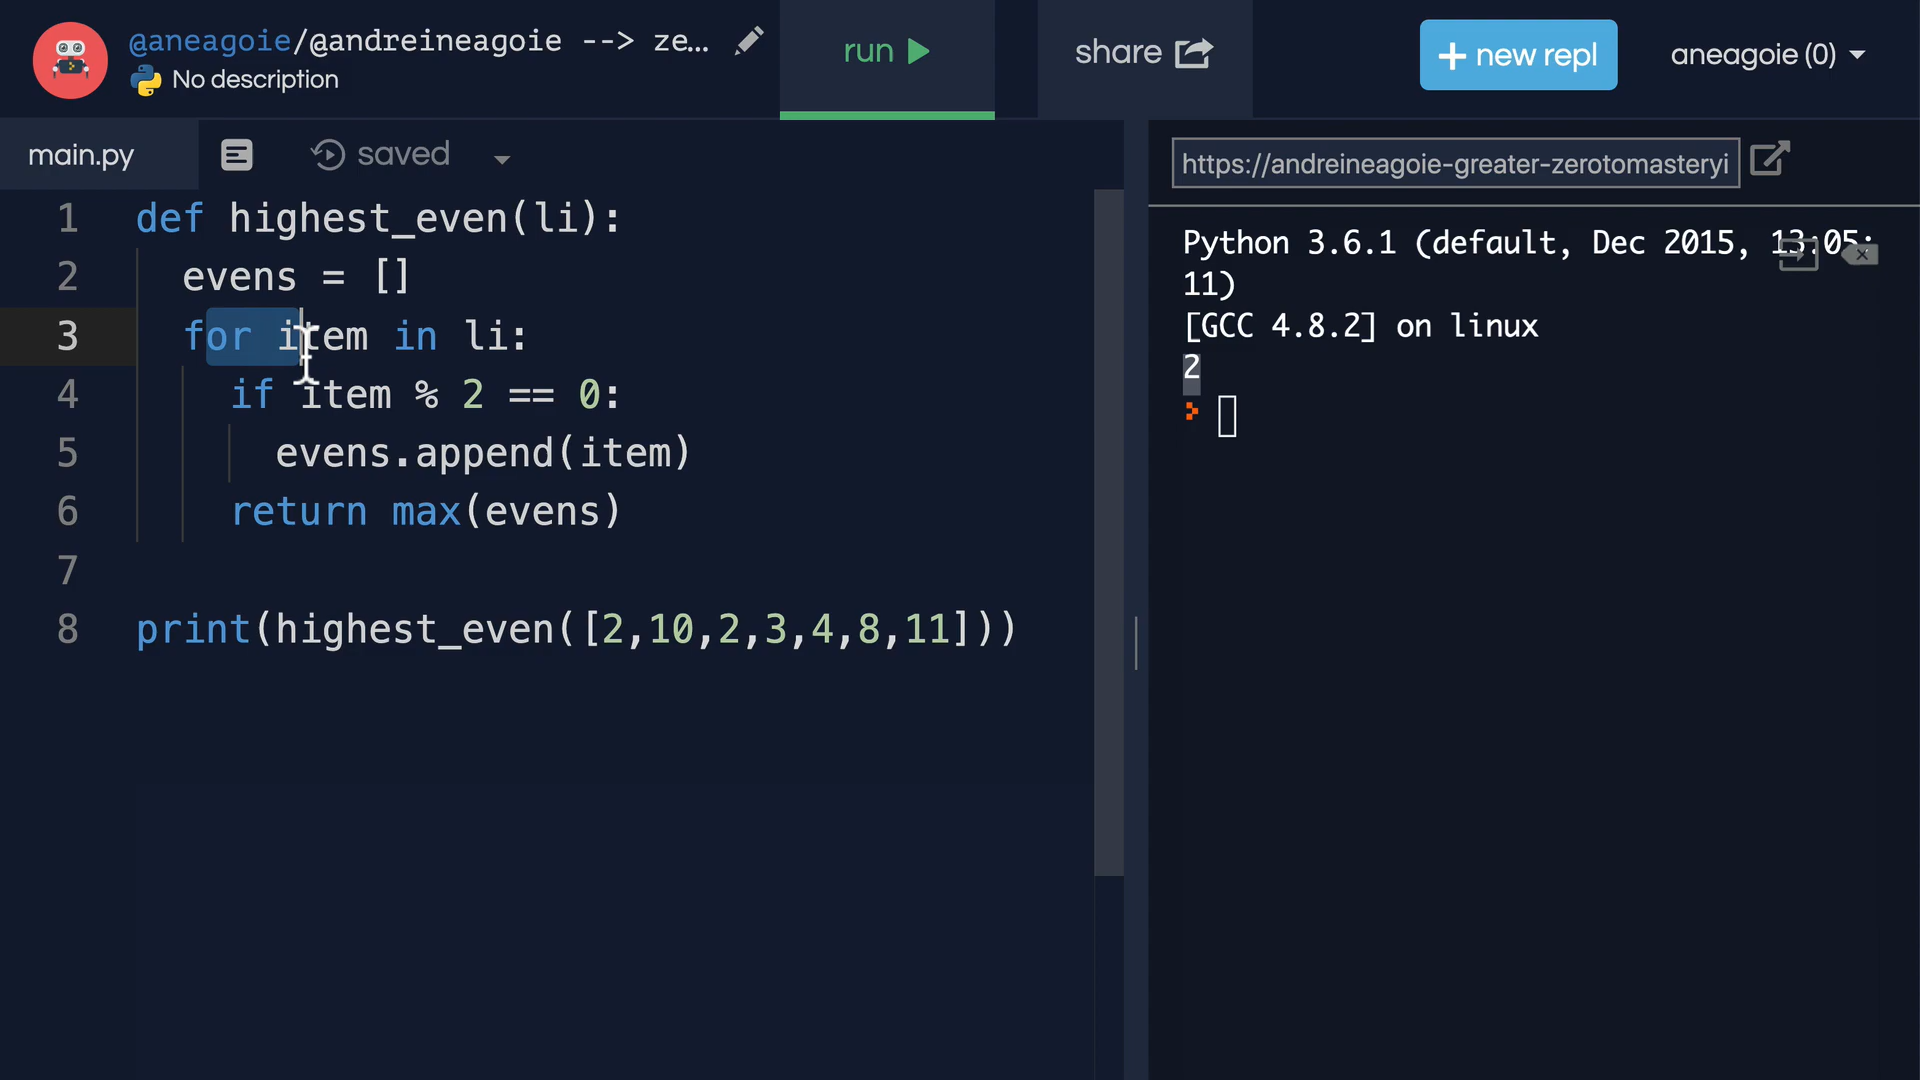 @aneagoie/@andreineagoie --> ze...
No description
run
share
+ new repl
aneagoie (0)
main.py
saved
https://andreineagoie-greater-zerotomasteryi
1 def highest_even(li):
2 evens = []
3 for item in li:
4 if item % 2 == 0:
5 evens.append(item)
6 return max(evens)
7
8 print(highest_even([2,10,2,3,4,8,11]))
Python 3.6.1 (default, Dec 2015, 13:05:
11)
[GCC 4.8.2] on linux
2